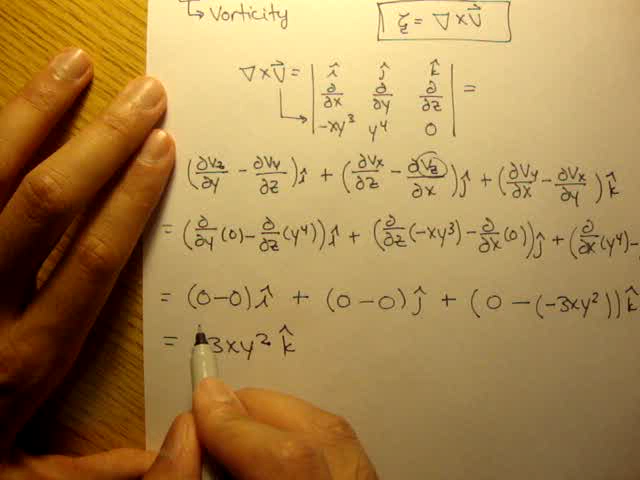 ↳ Vorticity
ξ = ∇×V⃗
∇×V⃗ = | î ĵ k̂ |
| ∂/∂x ∂/∂y ∂/∂z | =
| -xy³ y⁴ 0 |
(∂Vz/∂y - ∂Vy/∂z)î + (∂Vx/∂z - ∂Vz/∂x)ĵ + (∂Vy/∂x - ∂Vx/∂y)k̂
= (∂/∂y(0) - ∂/∂z(y⁴))î + (∂/∂z(-xy³) - ∂/∂x(0))ĵ + (∂/∂x(y⁴) -
= (0-0)î + (0-0)ĵ + (0-(-3xy²))k̂
= 3xy² k̂